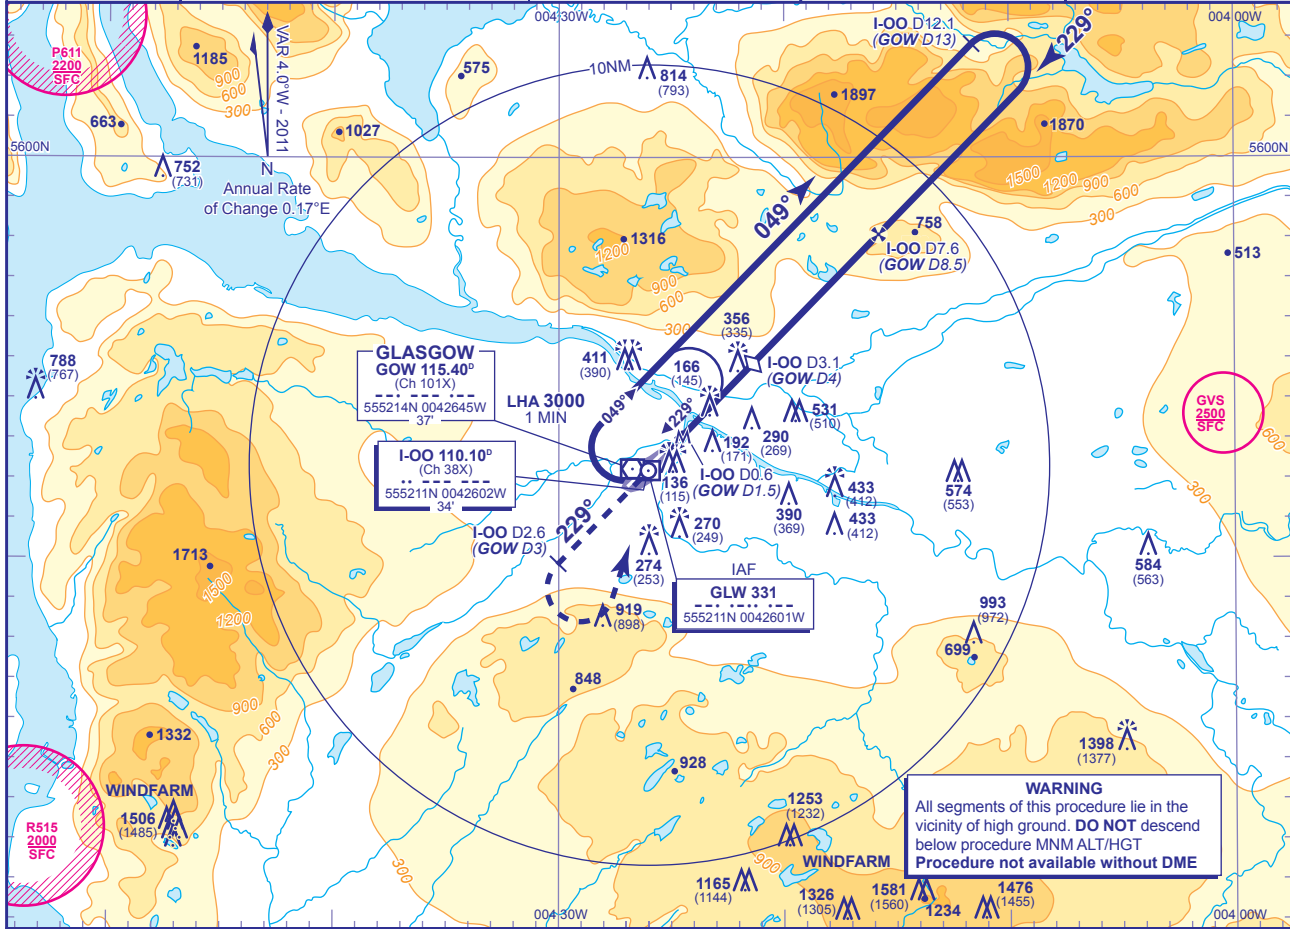 004 30W
004 00W
I-OO D12.1
(GOW D13)
229°
P611
2200
SFC
1185
900
600
300
VAR 4.0°W - 2011
575
10NM
814
(793)
1897
1870
663
1027
5600N
5600N
752
(731)
N
Annual Rate
of Change 0.17°E
1500
1200
900
600
300
049°
758
I-OO D7.6
(GOW D8.5)
513
1316
1200
900
600
300
356
(335)
788
(767)
GLASGOW
GOW 115.40ᴰ
(Ch 101X)
555214N 0042645W
37'
411
(390)
166
(145)
I-OO D3.1
(GOW D4)
LHA 3000
1 MIN
049°
229°
531
(510)
GVS
2500
SFC
600
I-OO 110.10ᴰ
(Ch 38X)
555211N 0042602W
34'
192
(171)
290
(269)
136
(115)
I-OO D0.6
(GOW D1.5)
433
(412)
574
(553)
300
390
(369)
433
(412)
229°
I-OO D2.6
(GOW D3)
270
(249)
274
(253)
584
(563)
1713
1500
1200
IAF
GLW 331
555211N 0042601W
919
(898)
993
(972)
699
848
900
600
300
1332
928
1398
(1377)
WINDFARM
1506
(1485)
R515
2000
SFC
1253
(1232)
WARNING
All segments of this procedure lie in the
vicinity of high ground. DO NOT descend
below procedure MNM ALT/HGT
Procedure not available without DME
300
900
WINDFARM
1165
(1144)
1326
(1305)
1581
(1560)
1234
1476
(1455)
004 30W
004 00W